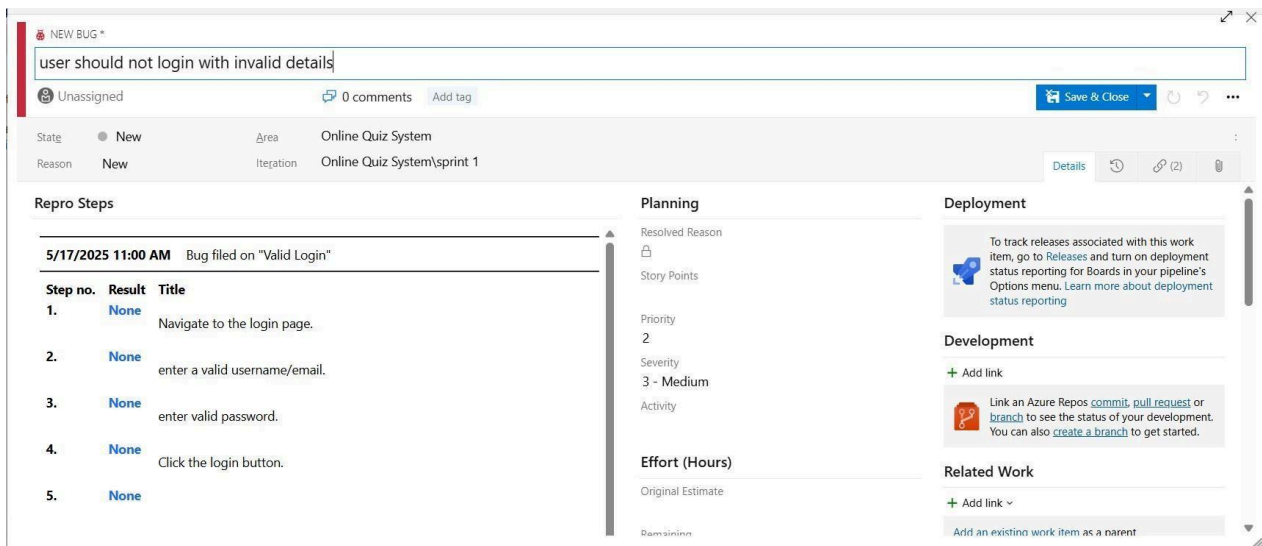 NEW BUG *
user should not login with invalid details
Unassigned
0 comments
Add tag
Save & Close
State
New
Area
Online Quiz System
Reason
New
Iteration
Online Quiz System\sprint 1
Details
(2)
Repro Steps
5/17/2025 11:00 AM Bug filed on "Valid Login"
Step no. Result Title
1. None
Navigate to the login page.
2. None
enter a valid username/email.
3. None
enter valid password.
4. None
Click the login button.
5. None
Planning
Resolved Reason
Story Points
Priority
2
Severity
3 - Medium
Activity
Effort (Hours)
Original Estimate
Remaining
Deployment
To track releases associated with this work
item, go to Releases and turn on deployment
status reporting for Boards in your pipeline's
Options menu. Learn more about deployment
status reporting
Development
+ Add link
Link an Azure Repos commit, pull request or
branch to see the status of your development.
You can also create a branch to get started.
Related Work
+ Add link
Add an existing work item as a parent